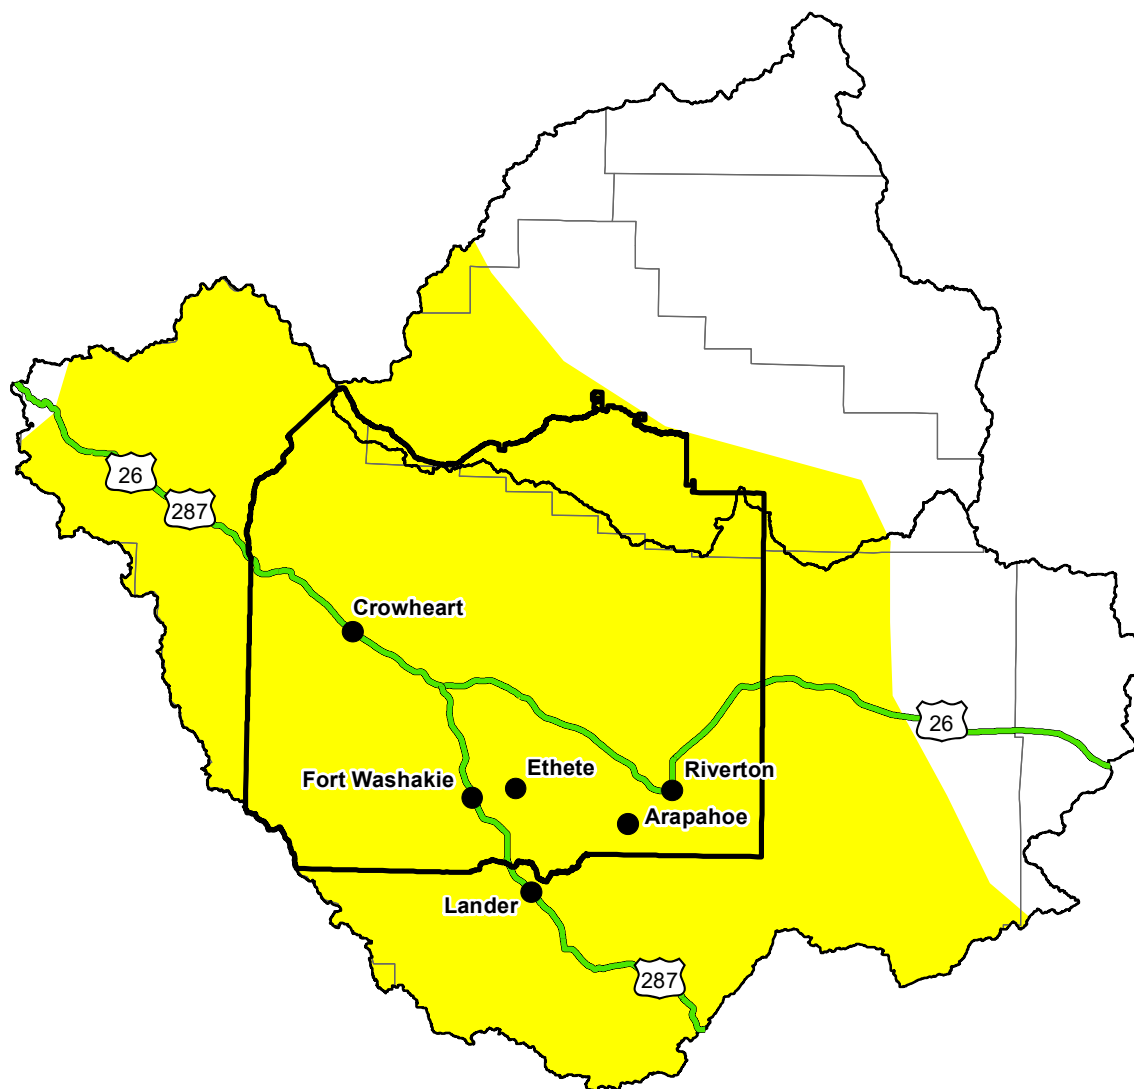 26
287
Crowheart
26
Ethete
Fort Washakie
Riverton
Arapahoe
Lander
287